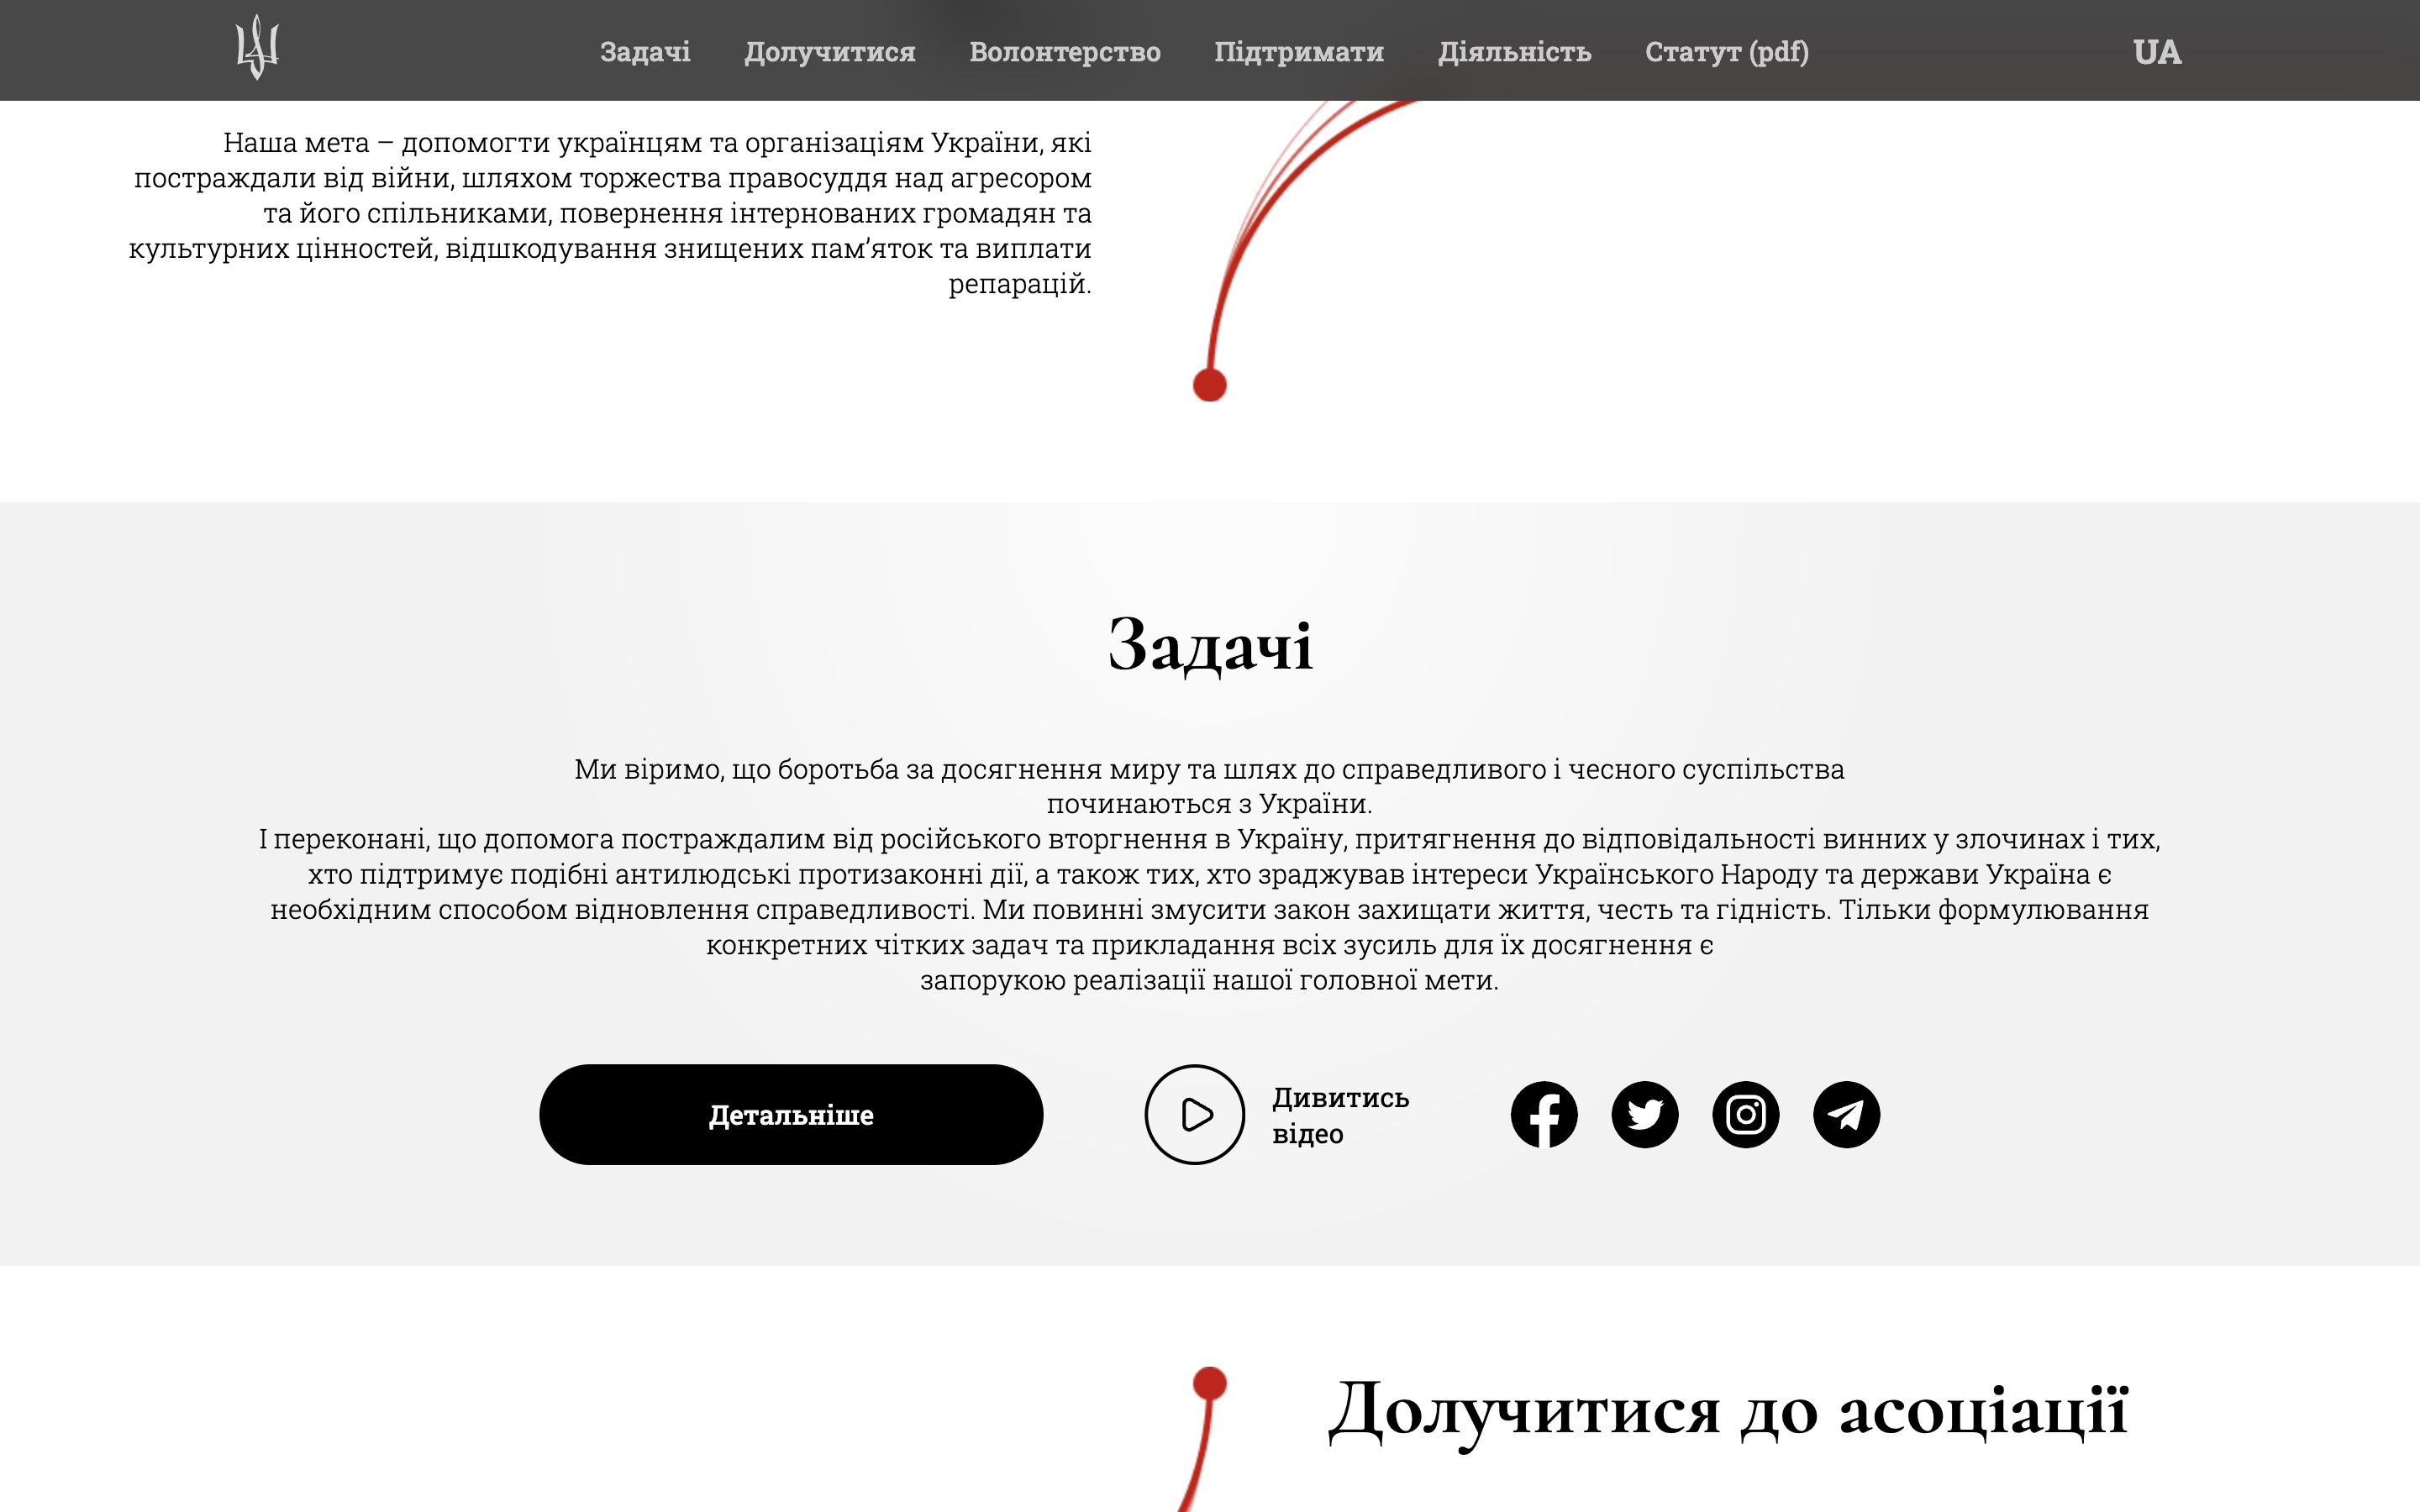 Задачі
Долучитися
Волонтерство
Підтримати
Діяльність
Статут (pdf)
UA
Наша мета – допомогти українцям та організаціям України, які
постраждали від війни, шляхом торжества правосуддя над агресором
та його спільниками, повернення інтернованих громадян та
культурних цінностей, відшкодування знищених пам’яток та виплати
репарацій.
Задачі
Ми віримо, що боротьба за досягнення миру та шлях до справедливого і чесного суспільства
починаються з України.
І переконані, що допомога постраждалим від російського вторгнення в Україну, притягнення до відповідальності винних у злочинах і тих,
хто підтримує подібні антилюдські протизаконні дії, а також тих, хто зраджував інтереси Українського Народу та держави Україна є
необхідним способом відновлення справедливості. Ми повинні змусити закон захищати життя, честь та гідність. Тільки формулювання
конкретних чітких задач та прикладання всіх зусиль для їх досягнення є
запорукою реалізації нашої головної мети.
Детальніше
Дивитись
відео
Долучитися до асоціації